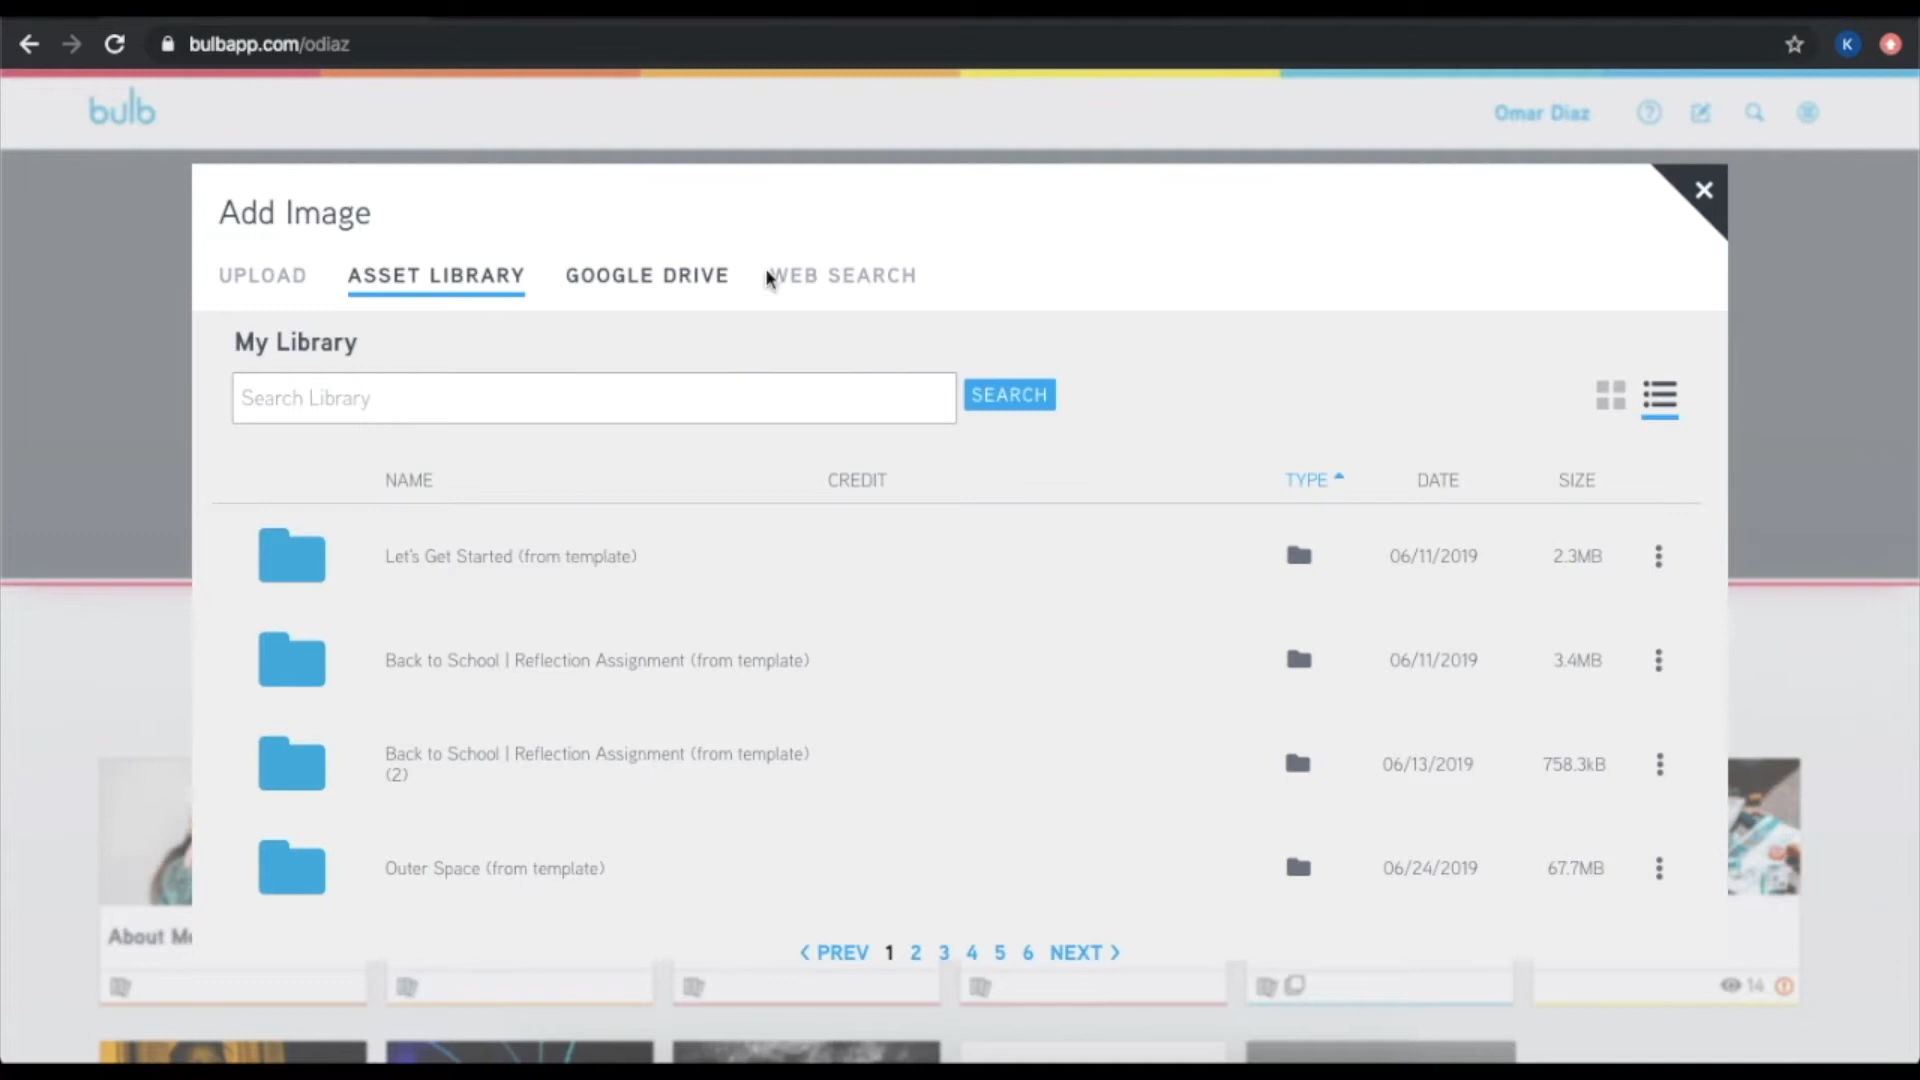 bulbapp.com/odiaz
K
bulb
Omar Diaz
Add Image
UPLOAD ASSET LIBRARY GOOGLE DRIVE WEB SEARCH
My Library
Search Library SEARCH
NAME CREDIT TYPE DATE SIZE
Let's Get Started (from template) 06/11/2019 2.3MB
Back to School | Reflection Assignment (from template) 06/11/2019 3.4MB
Back to School | Reflection Assignment (from template)
(2) 06/13/2019 758.3kB
Outer Space (from template) 06/24/2019 67.7MB
About Me
< PREV 1 2 3 4 5 6 NEXT >
14